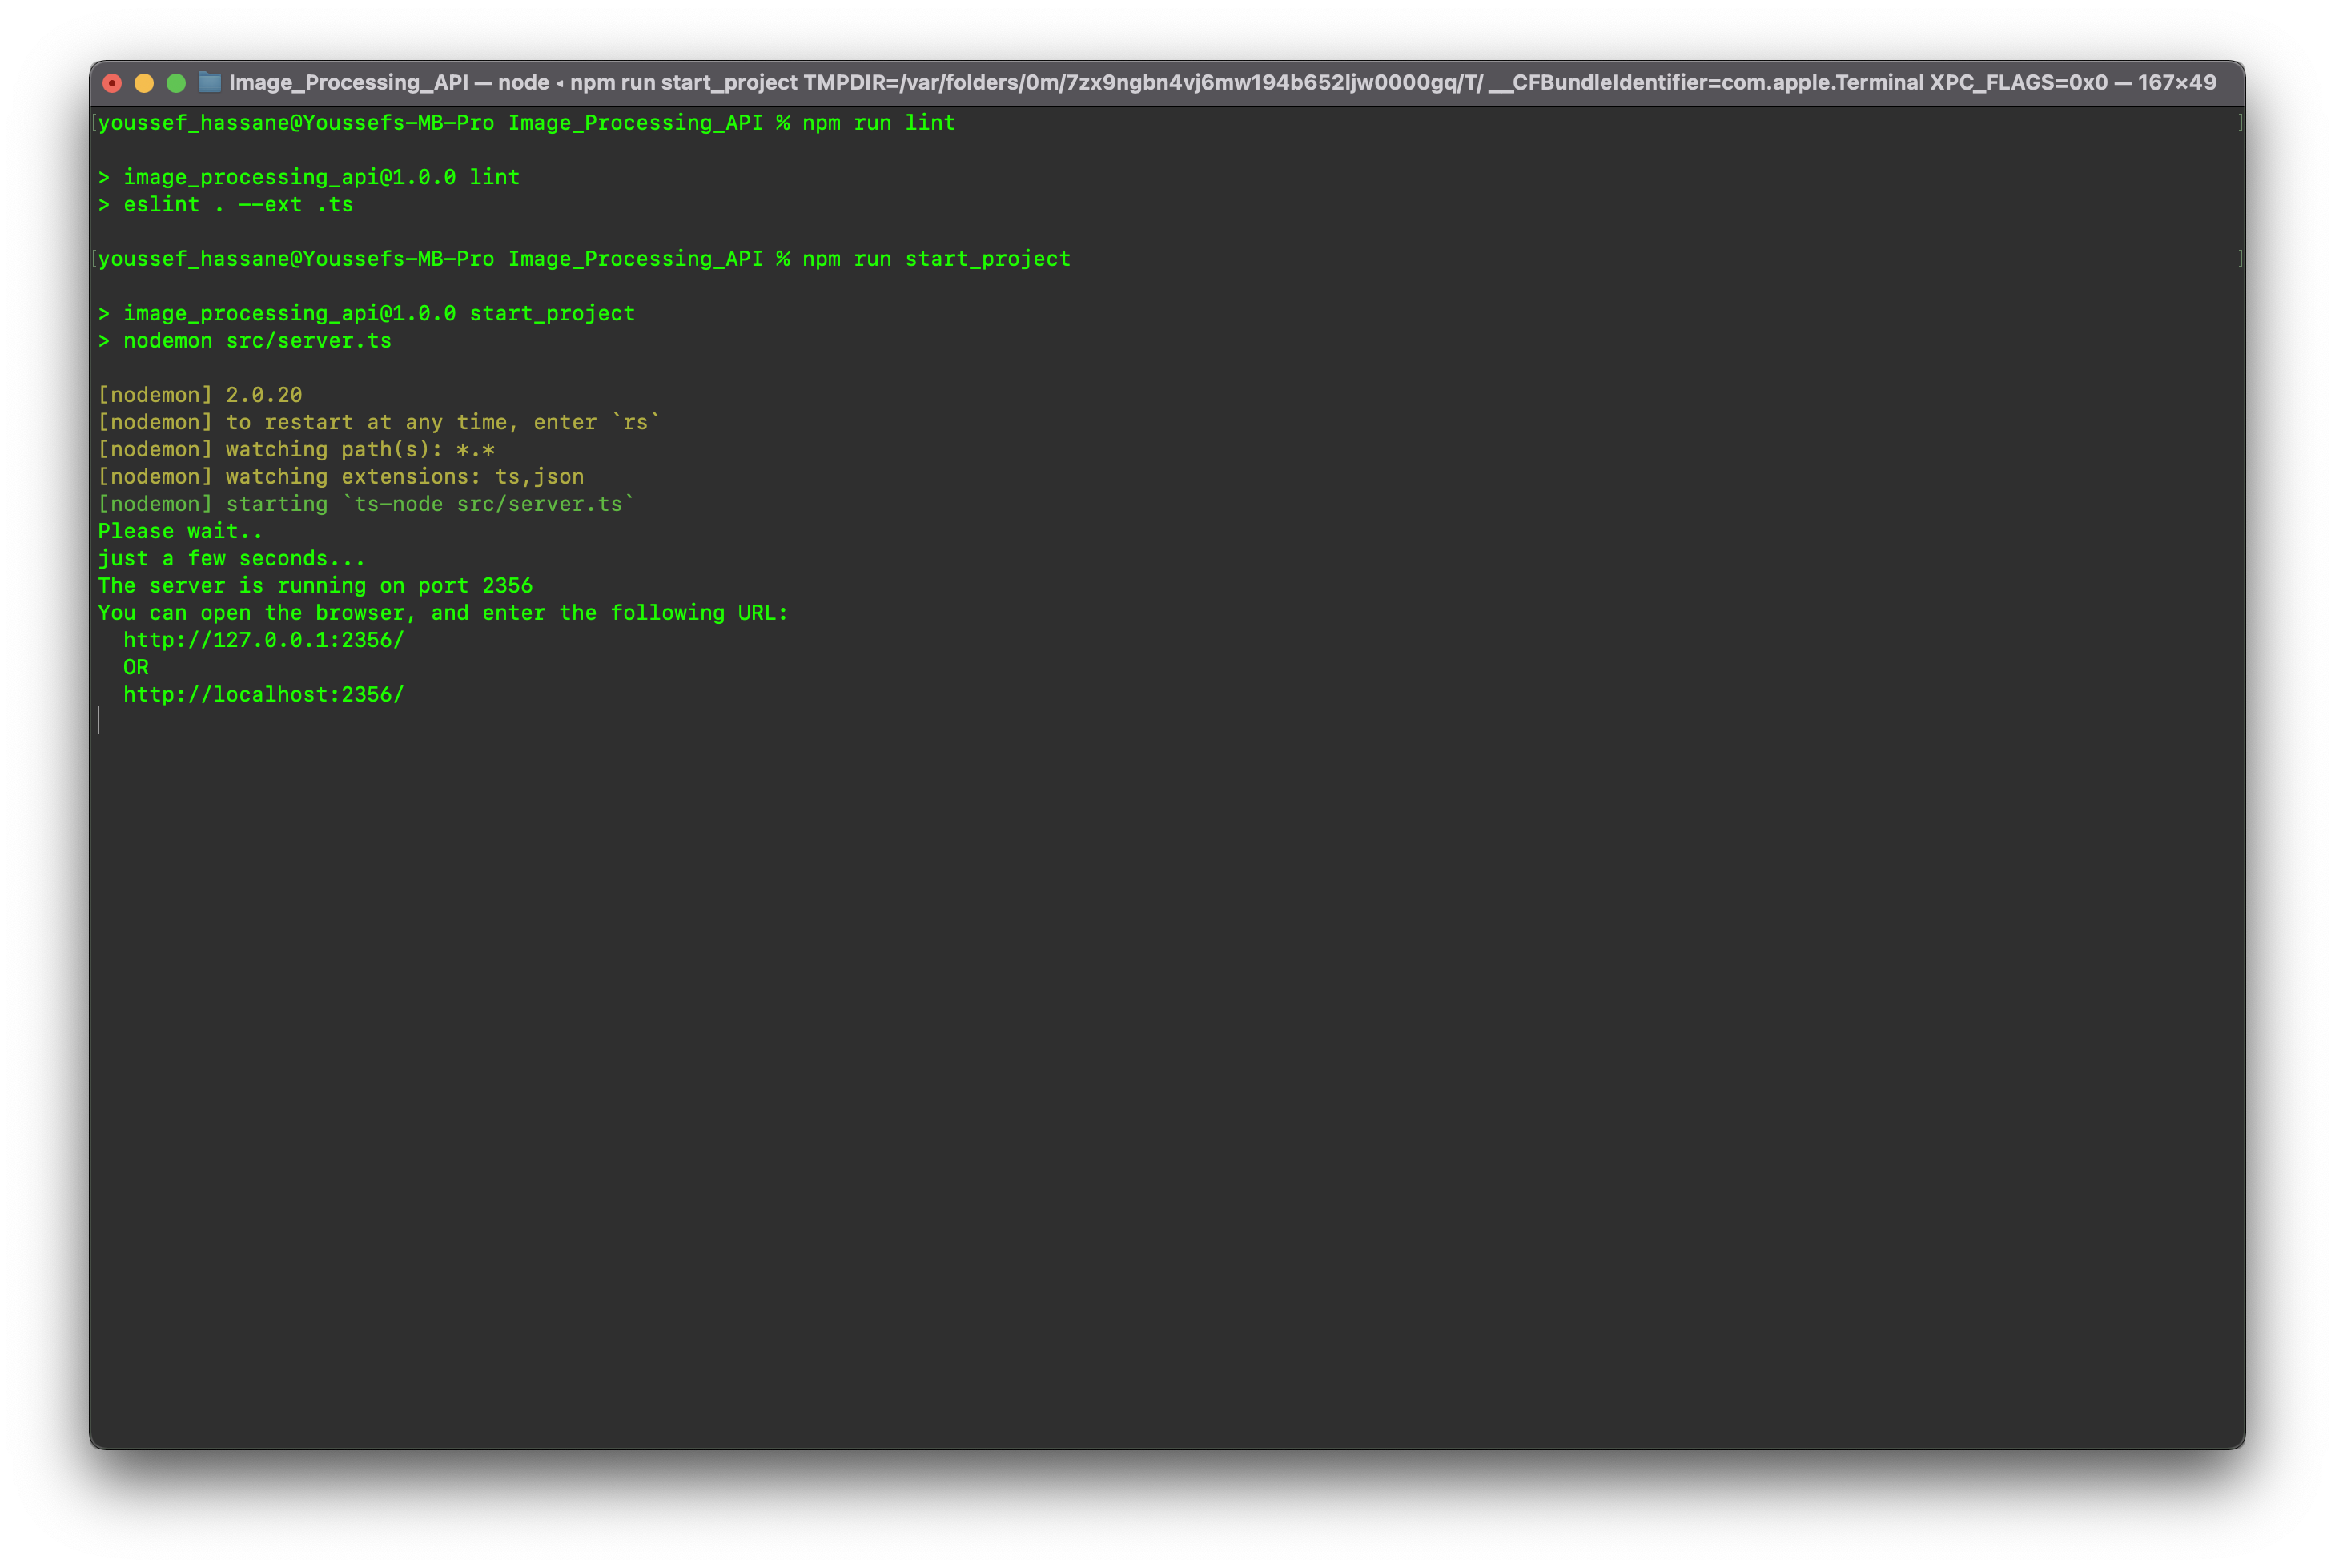 Image_Processing_API — node ◂ npm run start_project TMPDIR=/var/folders/0m/7zx9ngbn4vj6mw194b652ljw0000gq/T/ __CFBundleIdentifier=com.apple.Terminal XPC_FLAGS=0x0 — 167×49
[youssef_hassane@Youssefs-MB-Pro Image_Processing_API % npm run lint ]
> image_processing_api@1.0.0 lint
> eslint . --ext .ts
[youssef_hassane@Youssefs-MB-Pro Image_Processing_API % npm run start_project ]
> image_processing_api@1.0.0 start_project
> nodemon src/server.ts
[nodemon] 2.0.20
[nodemon] to restart at any time, enter `rs`
[nodemon] watching path(s): *.*
[nodemon] watching extensions: ts,json
[nodemon] starting `ts-node src/server.ts`
Please wait..
just a few seconds...
The server is running on port 2356
You can open the browser, and enter the following URL:
http://127.0.0.1:2356/
OR
http://localhost:2356/